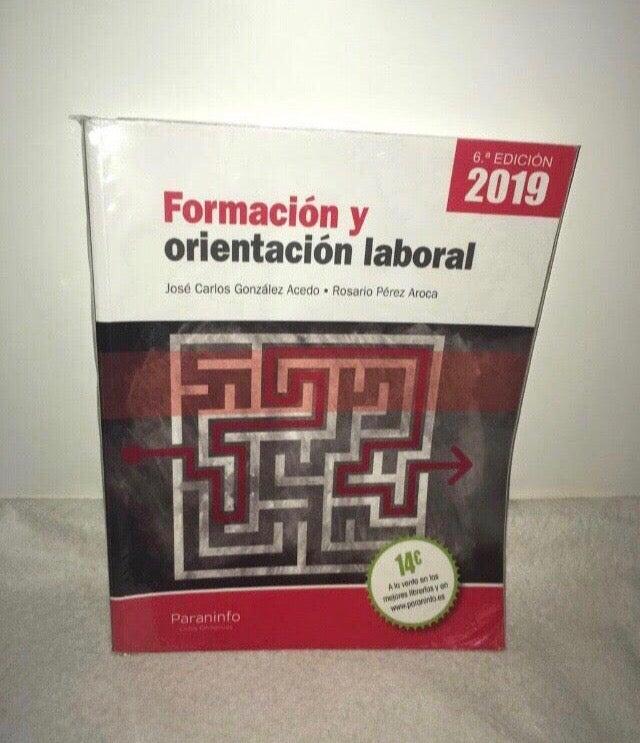 6.ª EDICIÓN
2019
Formación y
orientación laboral
José Carlos González Acedo • Rosario Pérez Aroca
14€
A la venta en las
mejores librerías y en
www.paraninfo.es
Paraninfo